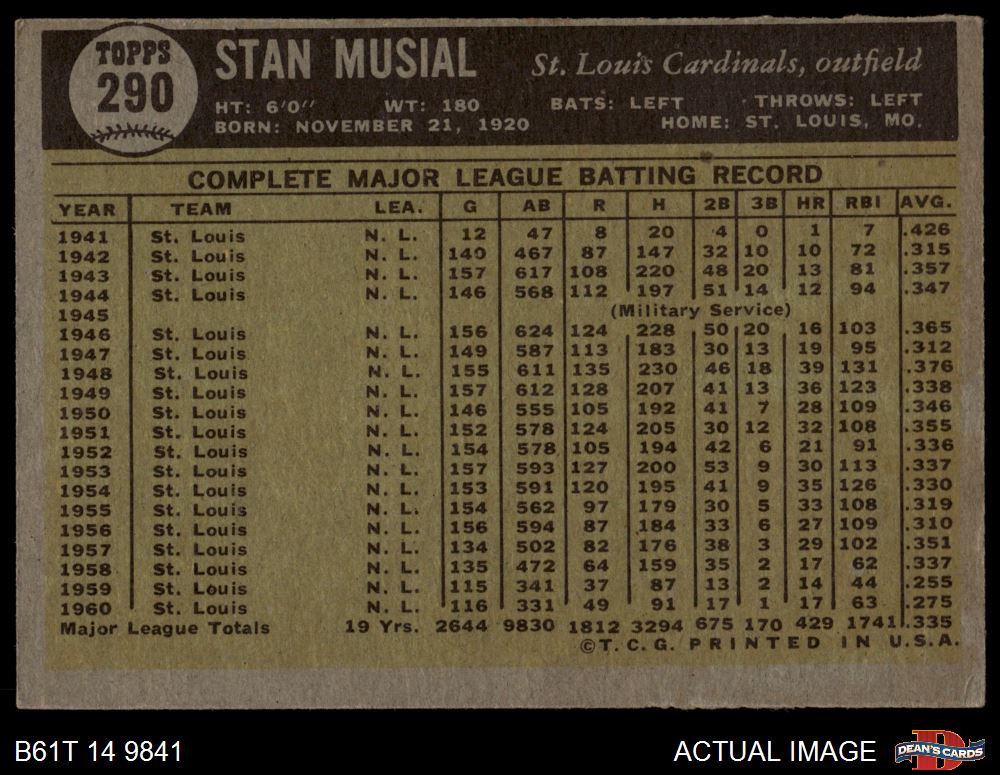 TOPPS
290
STAN MUSIAL
St. Louis Cardinals, outfield
HT: 6'0" WT: 180 BATS: LEFT THROWS: LEFT
BORN: NOVEMBER 21, 1920 HOME: ST. LOUIS, MO.
COMPLETE MAJOR LEAGUE BATTING RECORD
YEAR TEAM LEA. G AB R H 2B 3B HR RBI AVG.
1941 St. Louis N. L. 12 47 8 20 4 0 1 7 .426
1942 St. Louis N. L. 140 467 87 147 32 10 10 72 .315
1943 St. Louis N. L. 157 617 108 220 48 20 13 81 .357
1944 St. Louis N. L. 146 568 112 197 51 14 12 94 .347
1945 (Military Service)
1946 St. Louis N. L. 156 624 124 228 50 20 16 103 .365
1947 St. Louis N. L. 149 587 113 183 30 13 19 95 .312
1948 St. Louis N. L. 155 611 135 230 46 18 39 131 .376
1949 St. Louis N. L. 157 612 128 207 41 13 36 123 .338
1950 St. Louis N. L. 146 555 105 192 41 7 28 109 .346
1951 St. Louis N. L. 152 578 124 205 30 12 32 108 .355
1952 St. Louis N. L. 154 578 105 194 42 6 21 91 .336
1953 St. Louis N. L. 157 593 127 200 53 9 30 113 .337
1954 St. Louis N. L. 153 591 120 195 41 9 35 126 .330
1955 St. Louis N. L. 154 562 97 179 30 5 33 108 .319
1956 St. Louis N. L. 156 594 87 184 33 6 27 109 .310
1957 St. Louis N. L. 134 502 82 176 38 3 29 102 .351
1958 St. Louis N. L. 135 472 64 159 35 2 17 62 .337
1959 St. Louis N. L. 115 341 37 87 13 2 14 44 .255
1960 St. Louis N. L. 116 331 49 91 17 1 17 63 .275
Major League Totals 19 Yrs. 2644 9830 1812 3294 675 170 429 1741 .335
©T. C. G. PRINTED IN U.S.A.
B61T 14 9841 ACTUAL IMAGE DEAN'S CARDS